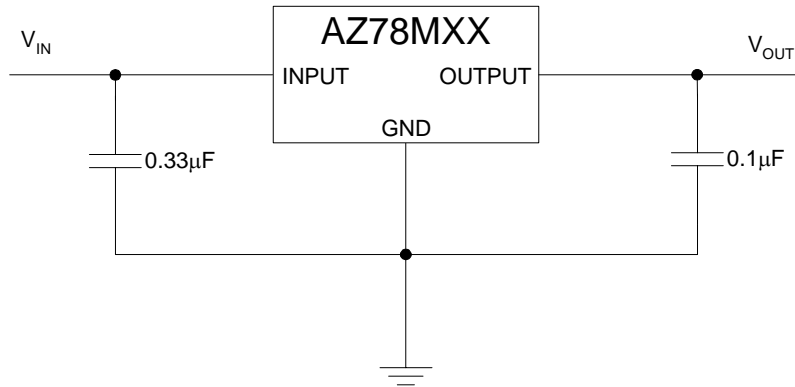 AZ78MXX
V_IN
V_OUT
INPUT
OUTPUT
GND
0.33μF
0.1μF